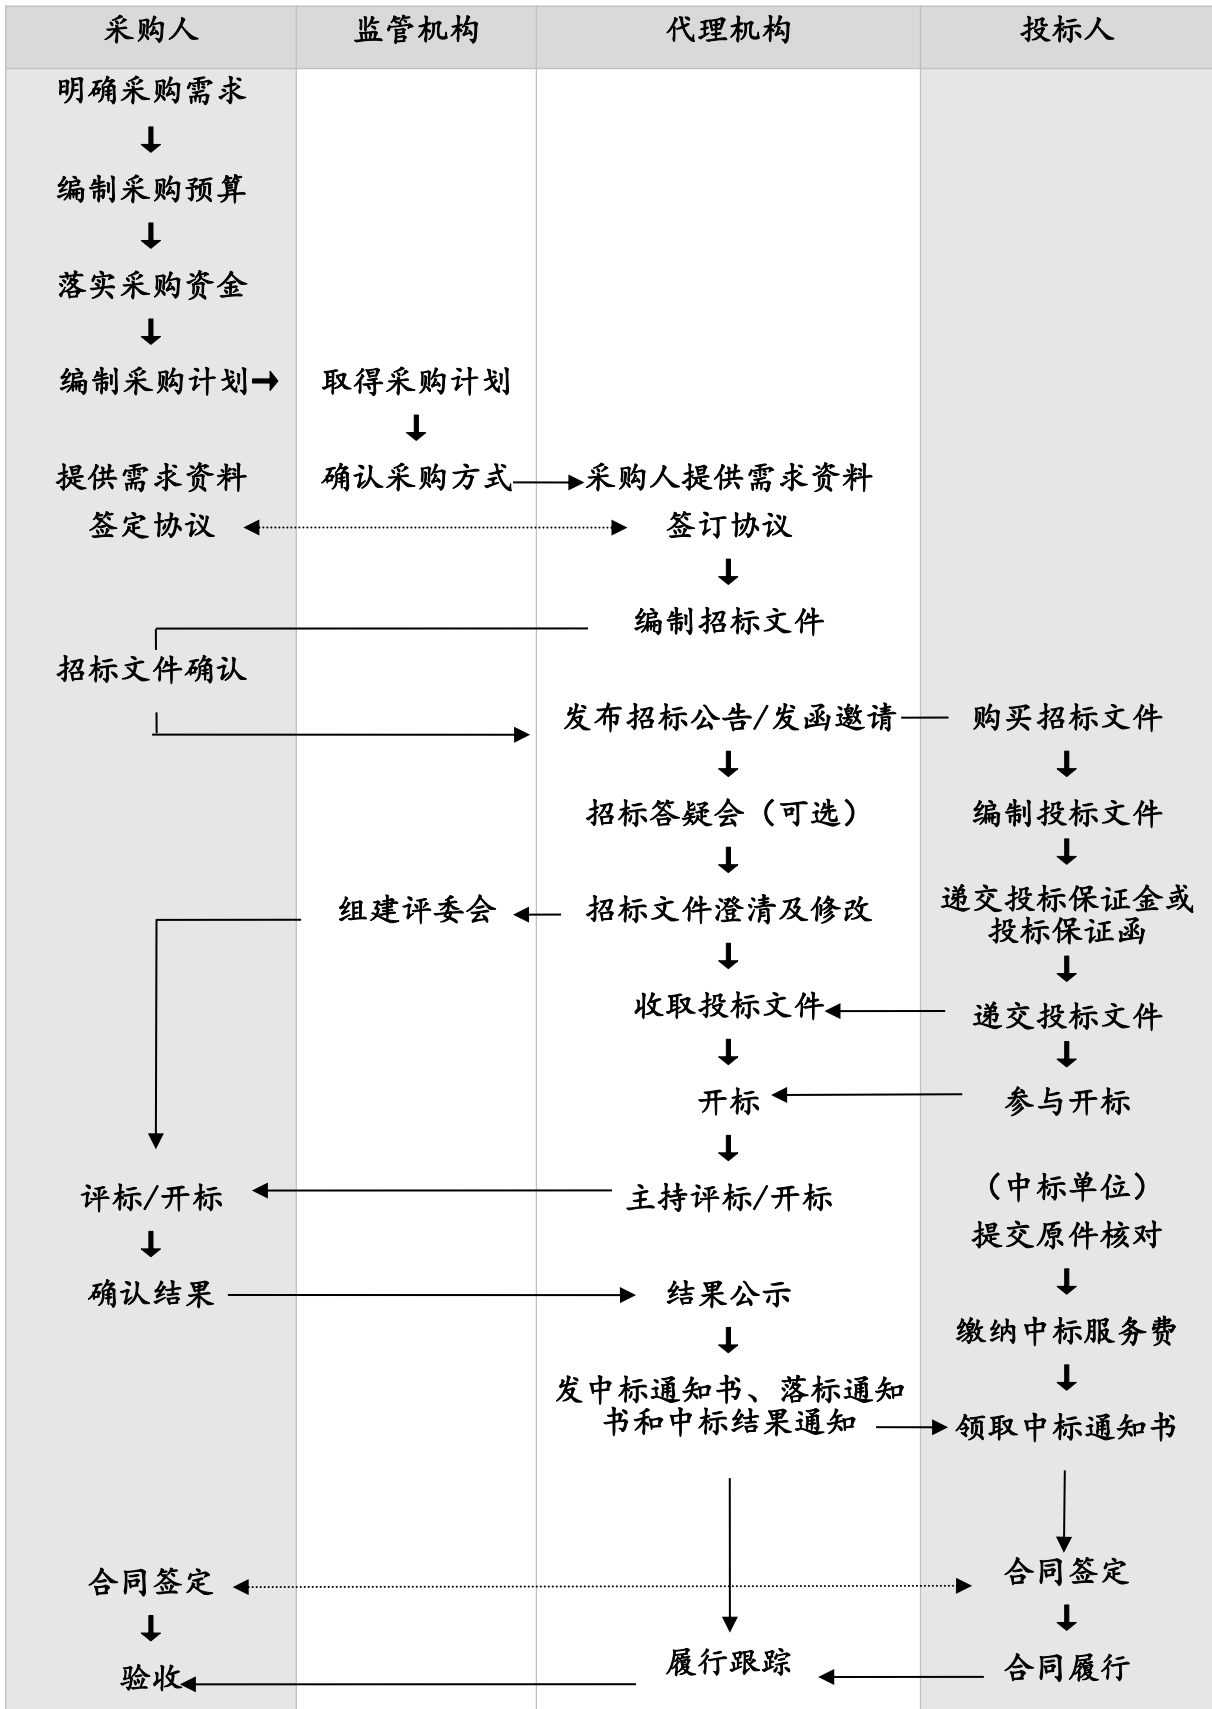 采购人
监管机构
代理机构
投标人
明确采购需求
编制采购预算
落实采购资金
编制采购计划
取得采购计划
提供需求资料
确认采购方式
采购人提供需求资料
签定协议
签订协议
编制招标文件
招标文件确认
发布招标公告/发函邀请
购买招标文件
招标答疑会（可选）
编制投标文件
组建评委会
招标文件澄清及修改
递交投标保证金或
投标保证函
收取投标文件
递交投标文件
开标
参与开标
评标/开标
主持评标/开标
（中标单位）
提交原件核对
确认结果
结果公示
缴纳中标服务费
发中标通知书、落标通知
书和中标结果通知
领取中标通知书
合同签定
合同签定
验收
履行跟踪
合同履行